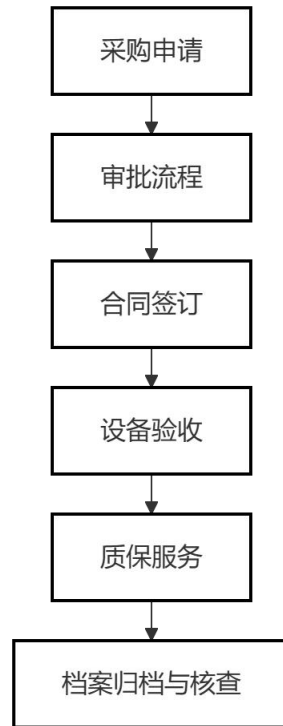 采购申请
审批流程
合同签订
设备验收
质保服务
档案归档与核查